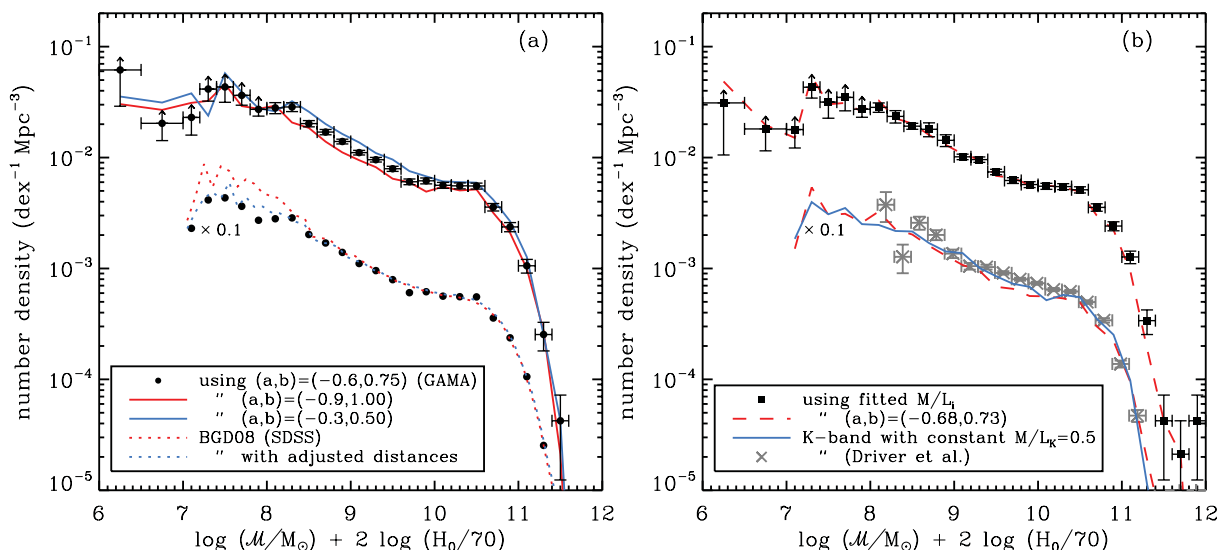 (a)
number density (dex⁻¹ Mpc⁻³)
10⁻¹
10⁻²
10⁻³
10⁻⁴
10⁻⁵
× 0.1
using (a,b)=(−0.6,0.75) (GAMA)
" (a,b)=(−0.9,1.00)
" (a,b)=(−0.3,0.50)
BGD08 (SDSS)
" with adjusted distances
6 7 8 9 10 11 12
log (ℳ/M☉) + 2 log (H₀/70)
(b)
number density (dex⁻¹ Mpc⁻³)
10⁻¹
10⁻²
10⁻³
10⁻⁴
10⁻⁵
× 0.1
using fitted M/Lᵢ
" (a,b)=(−0.68,0.73)
K-band with constant M/L_K=0.5
" (Driver et al.)
6 7 8 9 10 11 12
log (ℳ/M☉) + 2 log (H₀/70)